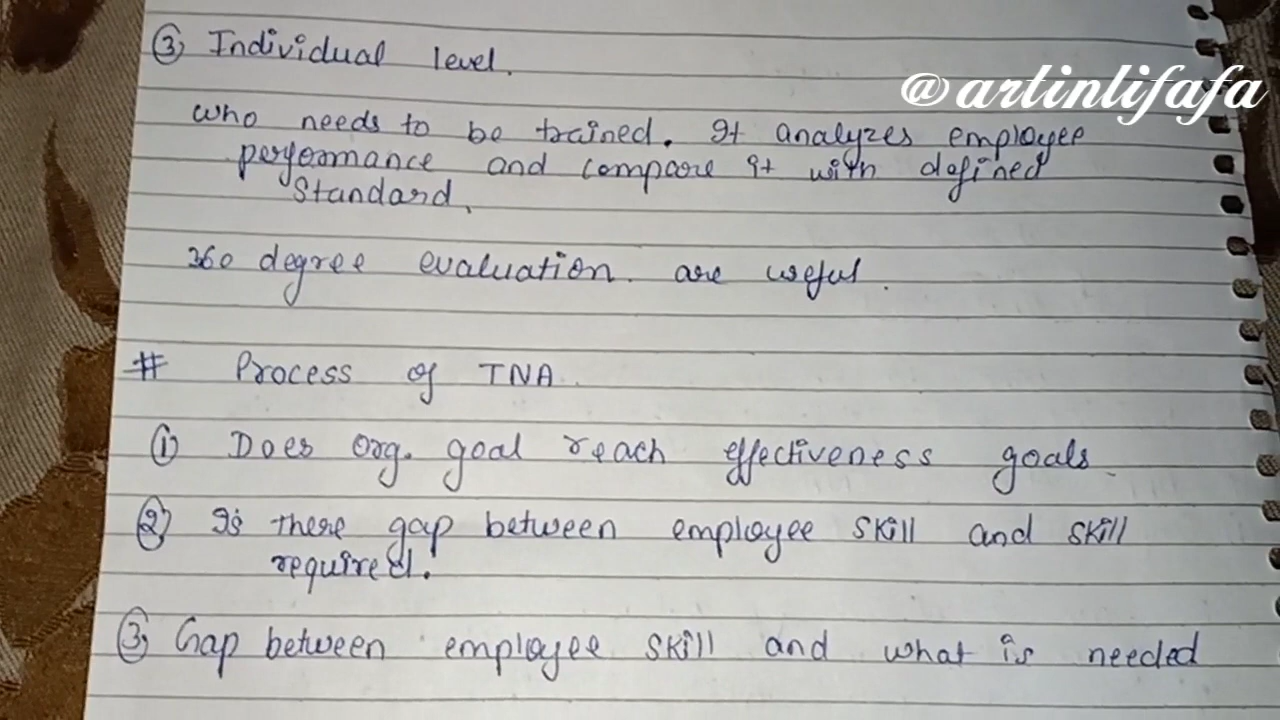 ③ Individual level.
@artinlifafa
who needs to be trained. It analyzes employee
performance and compare it with defined
Standard.
360 degree evaluation are useful.
# Process of TNA
① Does org. goal reach effectiveness goals.
② Is there gap between employee skill and skill
required.
③ Gap between employee skill and what is needed